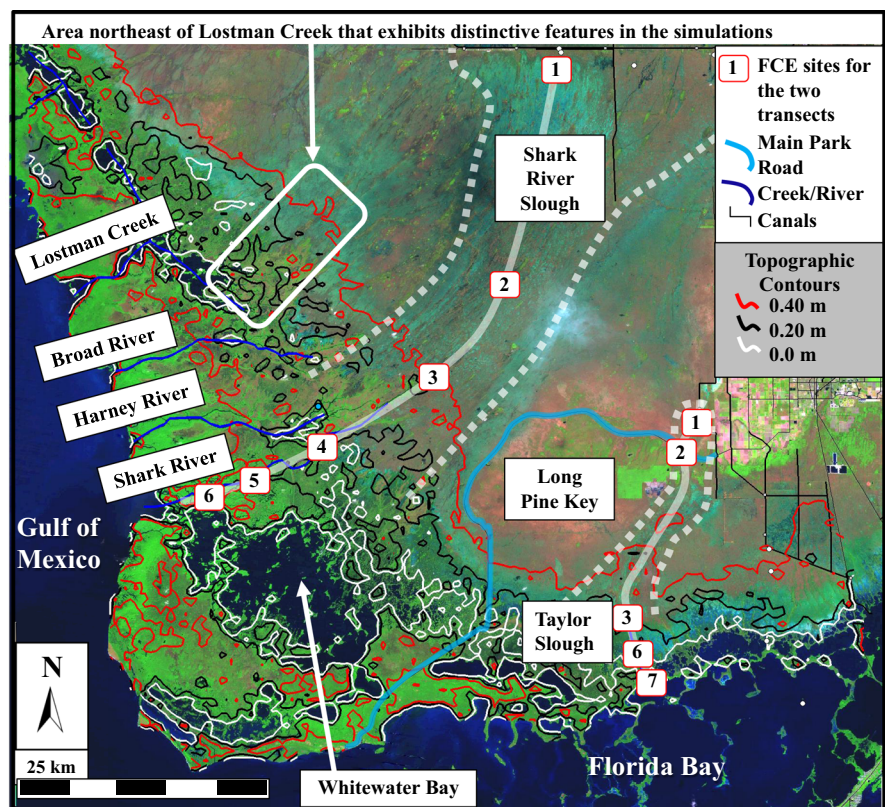 Area northeast of Lostman Creek that exhibits distinctive features in the simulations
1
FCE sites for
the two
transects
Main Park
Road
Creek/River
Canals
Topographic
Contours
0.40 m
0.20 m
0.0 m
1
Shark
River
Slough
2
3
4
5
6
Lostman Creek
Broad River
Harney River
Shark River
Gulf of
Mexico
Long
Pine Key
1
2
3
6
7
Taylor
Slough
N
25 km
Whitewater Bay
Florida Bay